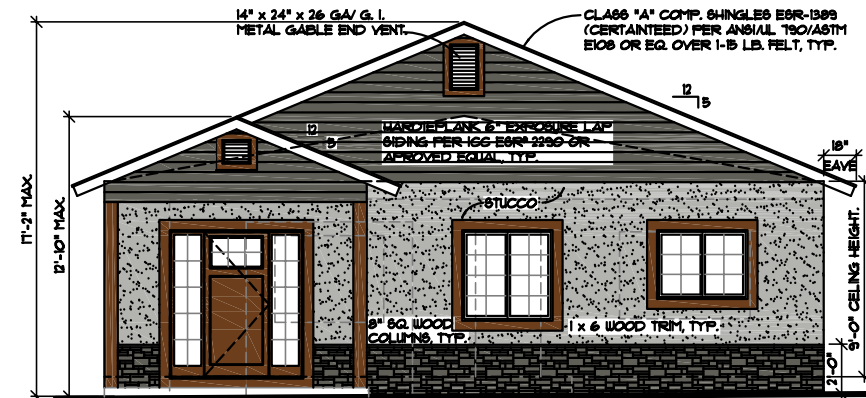 14" x 24" x 26 GA/ G. I.
METAL GABLE END VENT.
CLASS "A" COMP. SHINGLES ESR-1389
(CERTAINTEED) PER ANSI/UL 790/ASTM
E108 OR EQ. OVER 1-15 LB. FELT, TYP.
12
5
12
5
HARDIEPLANK 6" EXPOSURE LAP
SIDING PER ICC ESR# 2290 OR
APROVED EQUAL, TYP.
18"
EAVE
17'-2" MAX.
12'-10" MAX.
STUCCO
9'-0" CELING HEIGHT
8" SQ. WOOD
COLUMNS, TYP.
1 x 6 WOOD TRIM, TYP.
2'-0"